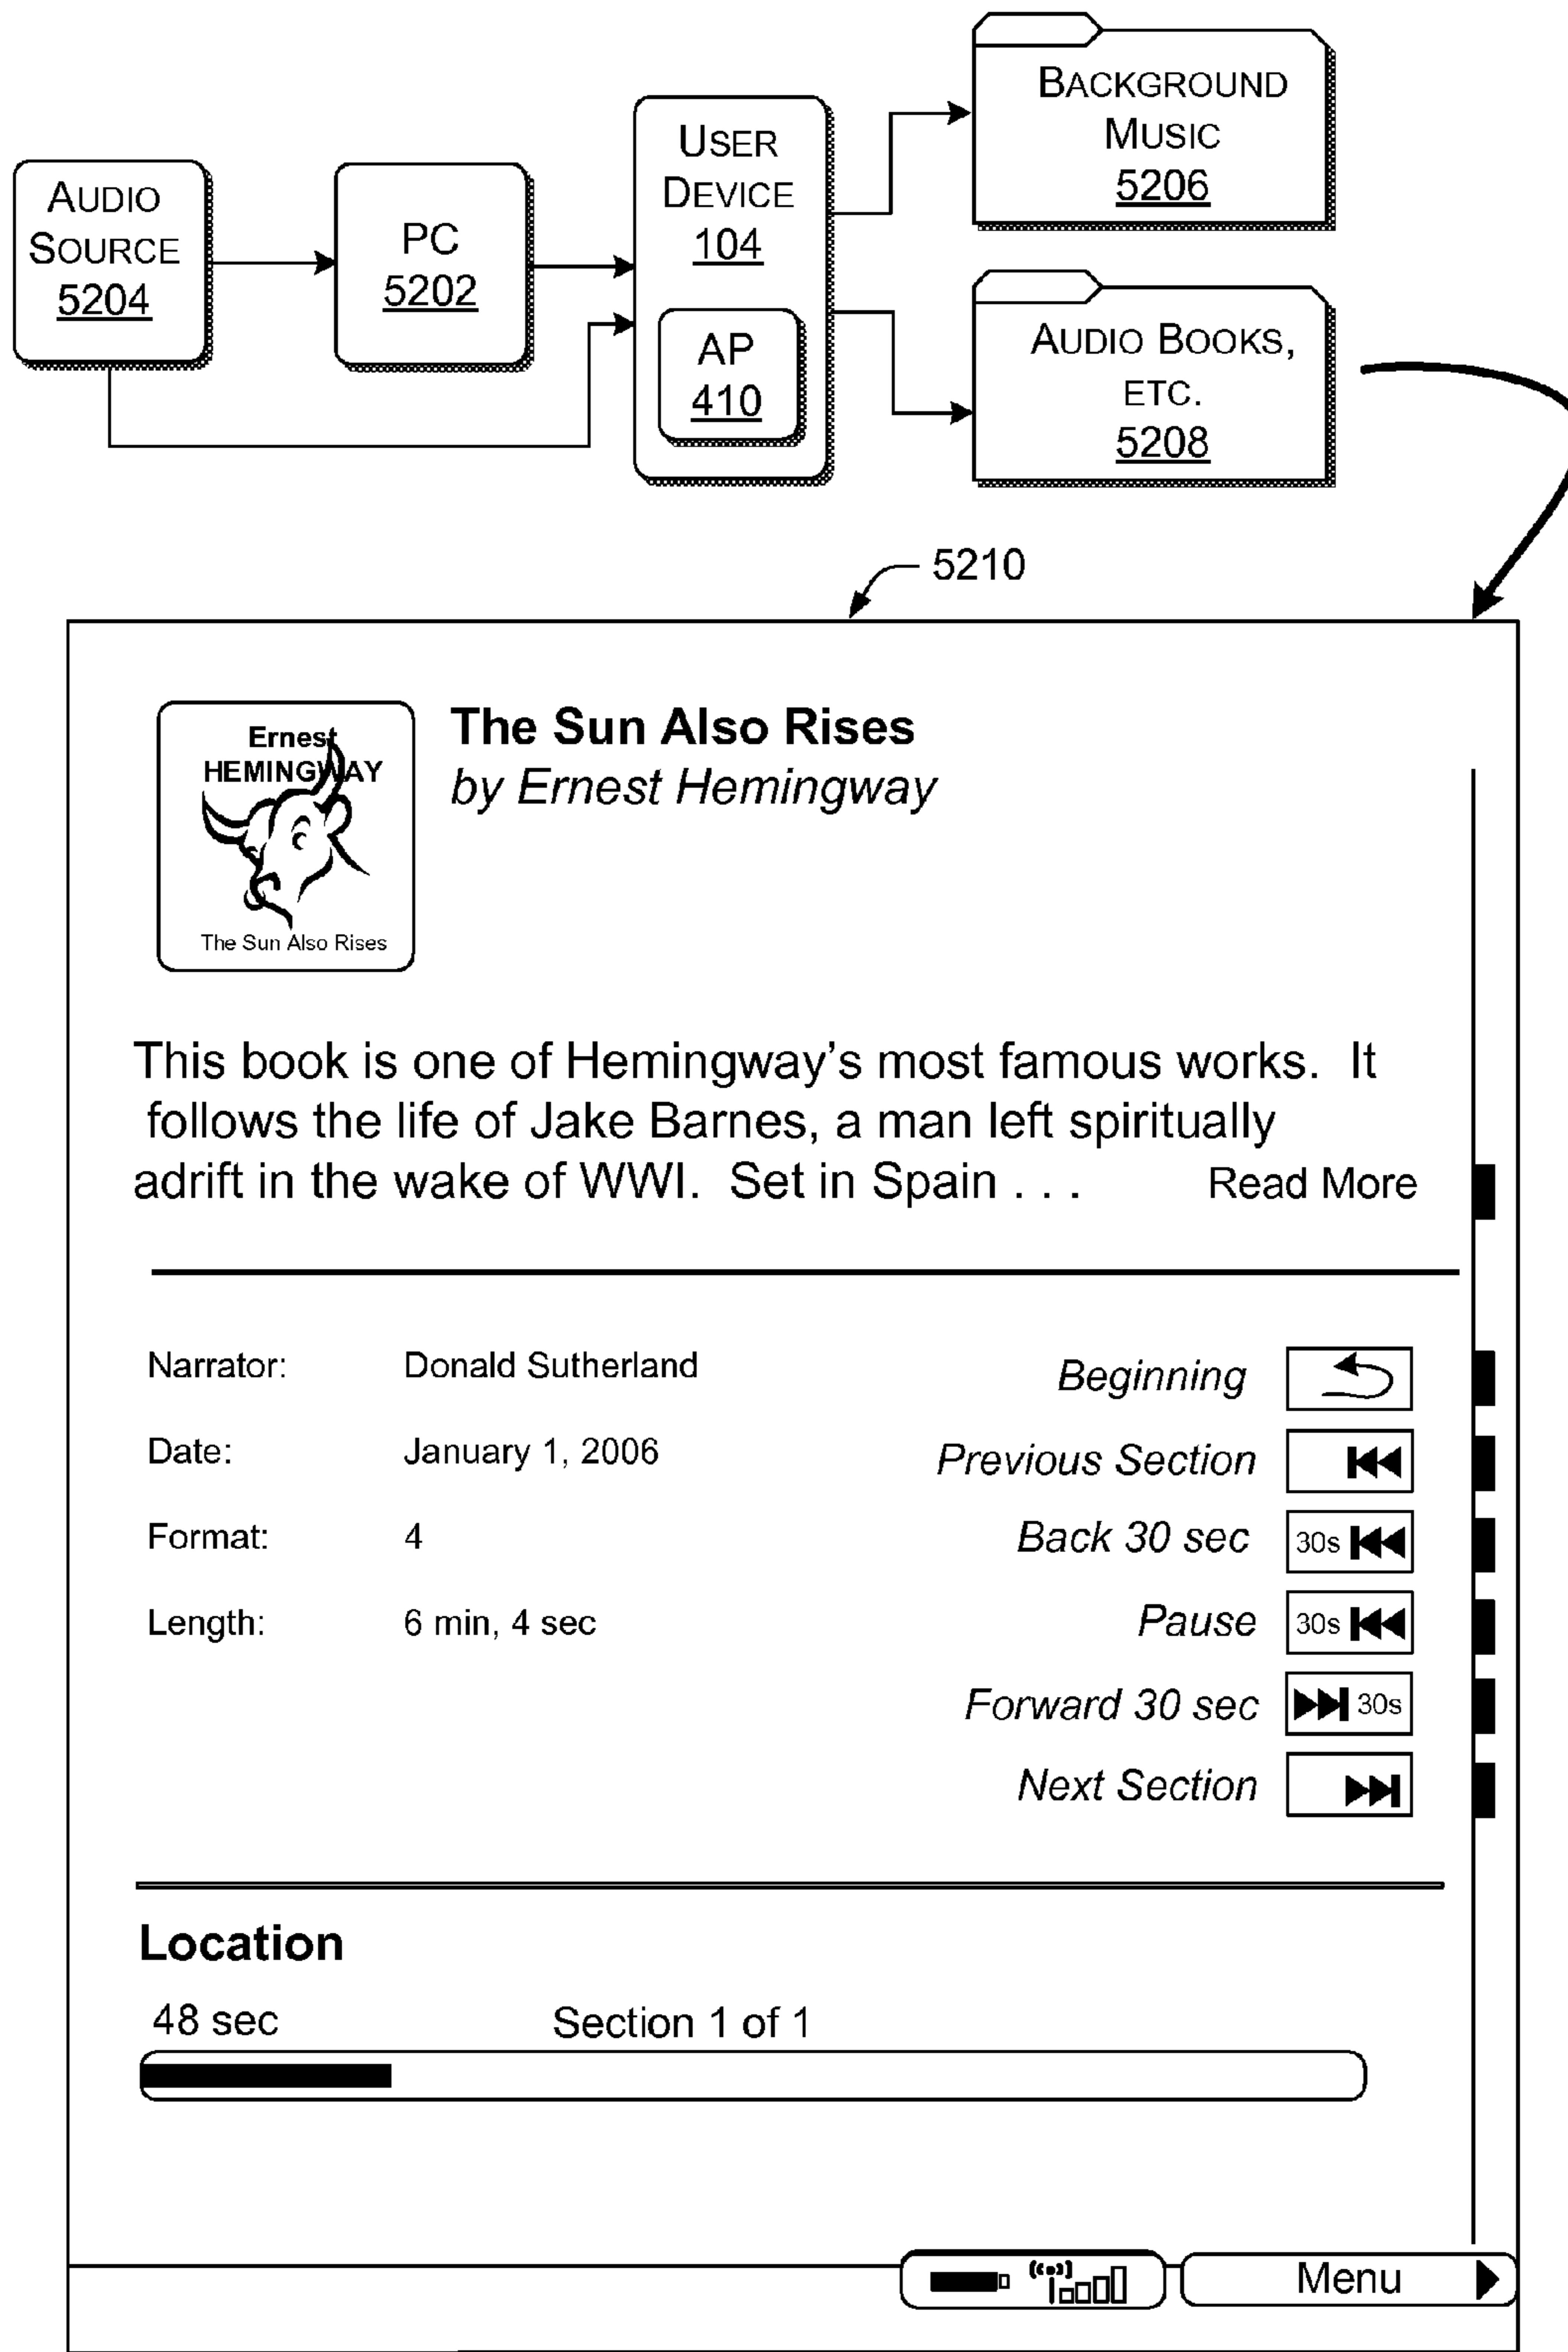 AUDIO
SOURCE
5204
PC
5202
USER
DEVICE
104
AP
410
BACKGROUND
MUSIC
5206
AUDIO BOOKS,
ETC.
5208
5210
Ernest
HEMINGWAY
The Sun Also Rises
The Sun Also Rises
by Ernest Hemingway
This book is one of Hemingway's most famous works. It
follows the life of Jake Barnes, a man left spiritually
adrift in the wake of WWI. Set in Spain . . . Read More
Narrator: Donald Sutherland
Date: January 1, 2006
Format: 4
Length: 6 min, 4 sec
Beginning
Previous Section
Back 30 sec 30s
Pause 30s
Forward 30 sec 30s
Next Section
Location
48 sec Section 1 of 1
Menu